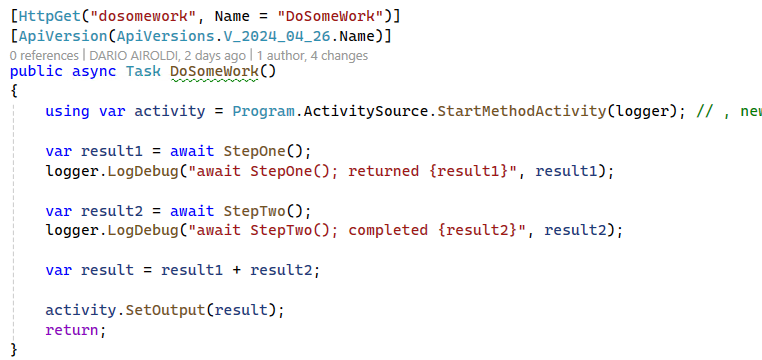 [HttpGet("dosomework", Name = "DoSomeWork")]
[ApiVersion(ApiVersions.V_2024_04_26.Name)]
0 references | DARIO AIROLDI, 2 days ago | 1 author, 4 changes
public async Task DoSomeWork()
{
    using var activity = Program.ActivitySource.StartMethodActivity(logger); // , new
    var result1 = await StepOne();
    logger.LogDebug("await StepOne(); returned {result1}", result1);
    var result2 = await StepTwo();
    logger.LogDebug("await StepTwo(); completed {result2}", result2);
    var result = result1 + result2;
    activity.SetOutput(result);
    return;
}